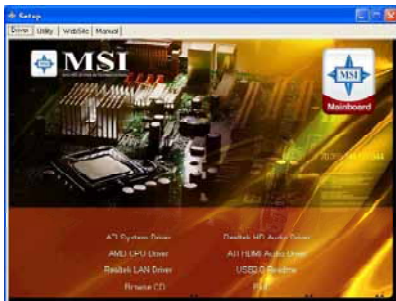 Setup
Driver Utility WebSite Manual
MSI
MSI
Mainboard
ATI System Driver Realtek HD Audio Driver
AMD CPU Driver ATI HDMI Audio Driver
Realtek LAN Driver USB2.0 Readme
Browse CD Exit